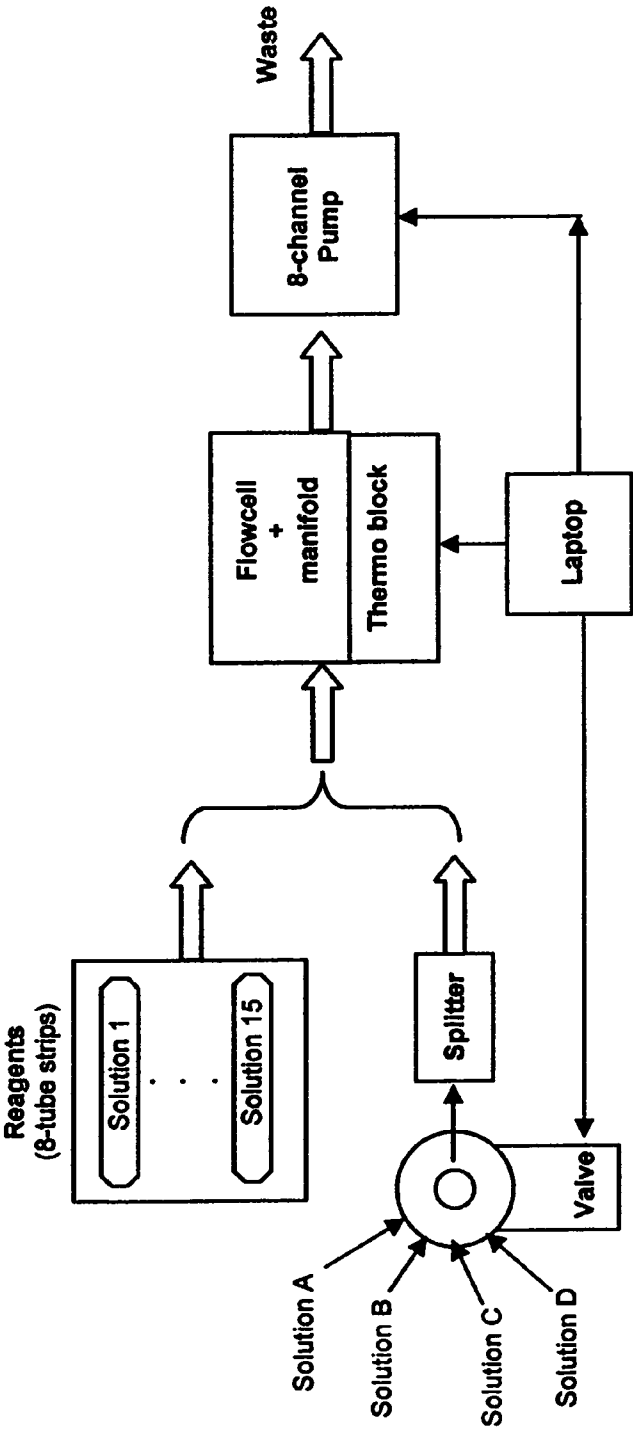 Reagents
(8-tube strips)
Solution 1
Solution 15
Solution A
Solution B
Solution C
Solution D
Valve
Splitter
Flowcell
+
manifold
Thermo block
Laptop
8-channel
Pump
Waste